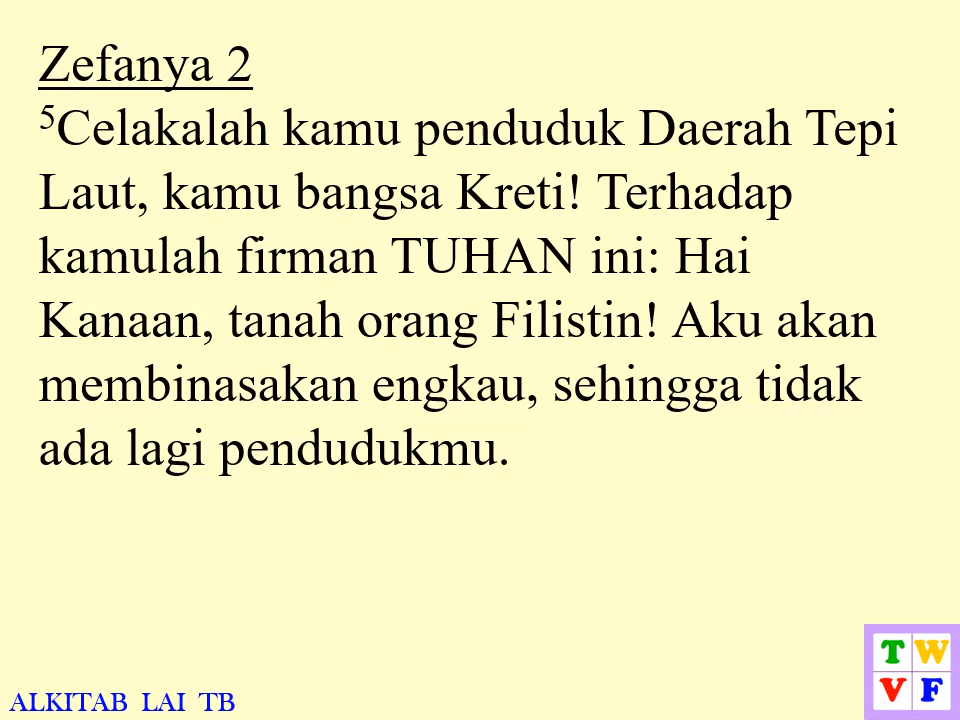 Zefanya 2
5Celakalah kamu penduduk Daerah Tepi
Laut, kamu bangsa Kreti! Terhadap
kamulah firman TUHAN ini: Hai
Kanaan, tanah orang Filistin! Aku akan
membinasakan engkau, sehingga tidak
ada lagi pendudukmu.
ALKITAB LAI TB
T W
V F